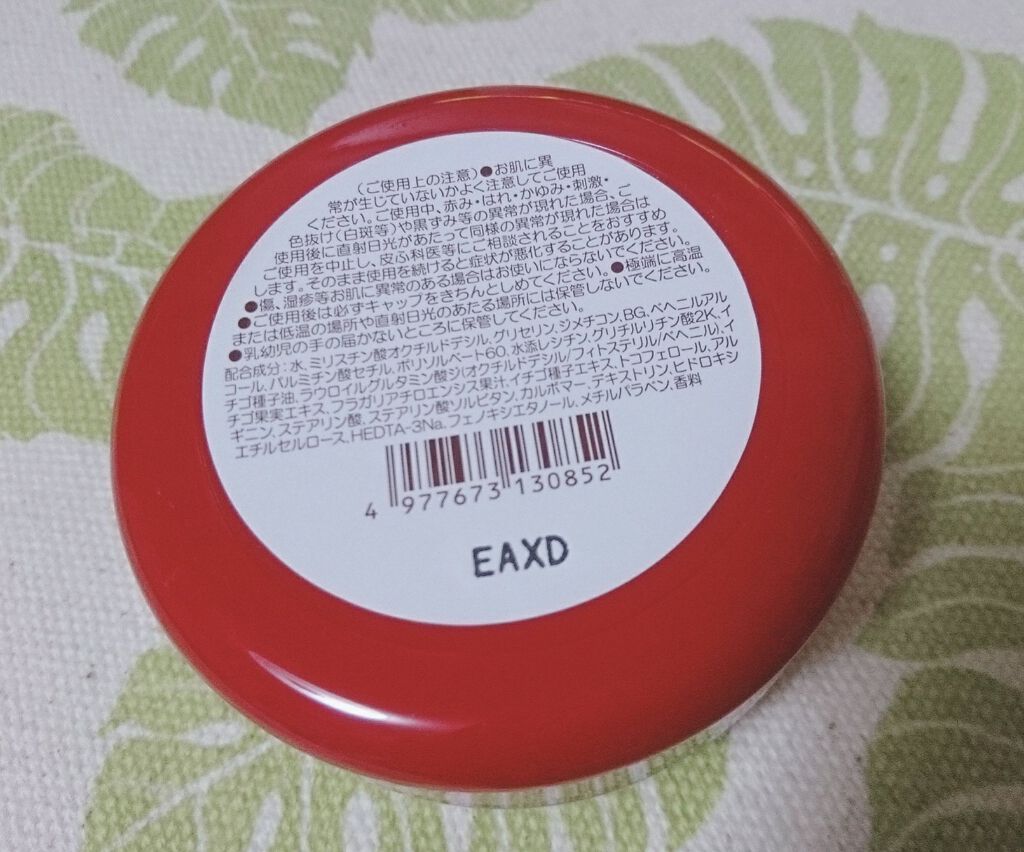 〈ご使用上の注意〉●お肌に異
常が生じていないかよく注意してご使用
ください。ご使用中、赤み・はれ・かゆみ・刺激・
色抜け(白斑等)や黒ずみ等の異常が現れた場合、ご
使用後に直射日光があたって同様の異常が現れた場合は
ご使用を中止し、皮ふ科医等にご相談されることをおすすめ
します。そのまま使用を続けると症状が悪化することがあります。
●傷、湿疹等お肌に異常のある場合はお使いにならないでください。
●ご使用後は必ずキャップをきちんとしめてください。●極端に高温
または低温の場所や直射日光のあたる場所には保管しないでください。
●乳幼児の手の届かないところに保管してください。
配合成分:水、ミリスチン酸オクチルドデシル、グリセリン、ジメチコン、BG、ベヘニルアル
コール、パルミチン酸セチル、ポリソルベート60、水添レシチン、グリチルリチン酸2K、イ
チゴ種子油、ラウロイルグルタミン酸ジ(オクチルドデシル/フィトステリル/ベヘニル)、イ
チゴ果実エキス、フラガリアチロエンシス果汁、イチゴ種子エキス、トコフェロール、アル
ギニン、ステアリン酸、ステアリン酸ソルビタン、カルボマー、デキストリン、ヒドロキシ
エチルセルロース、HEDTA-3Na、フェノキシエタノール、メチルパラベン、香料
4 977673 130852
EAXD